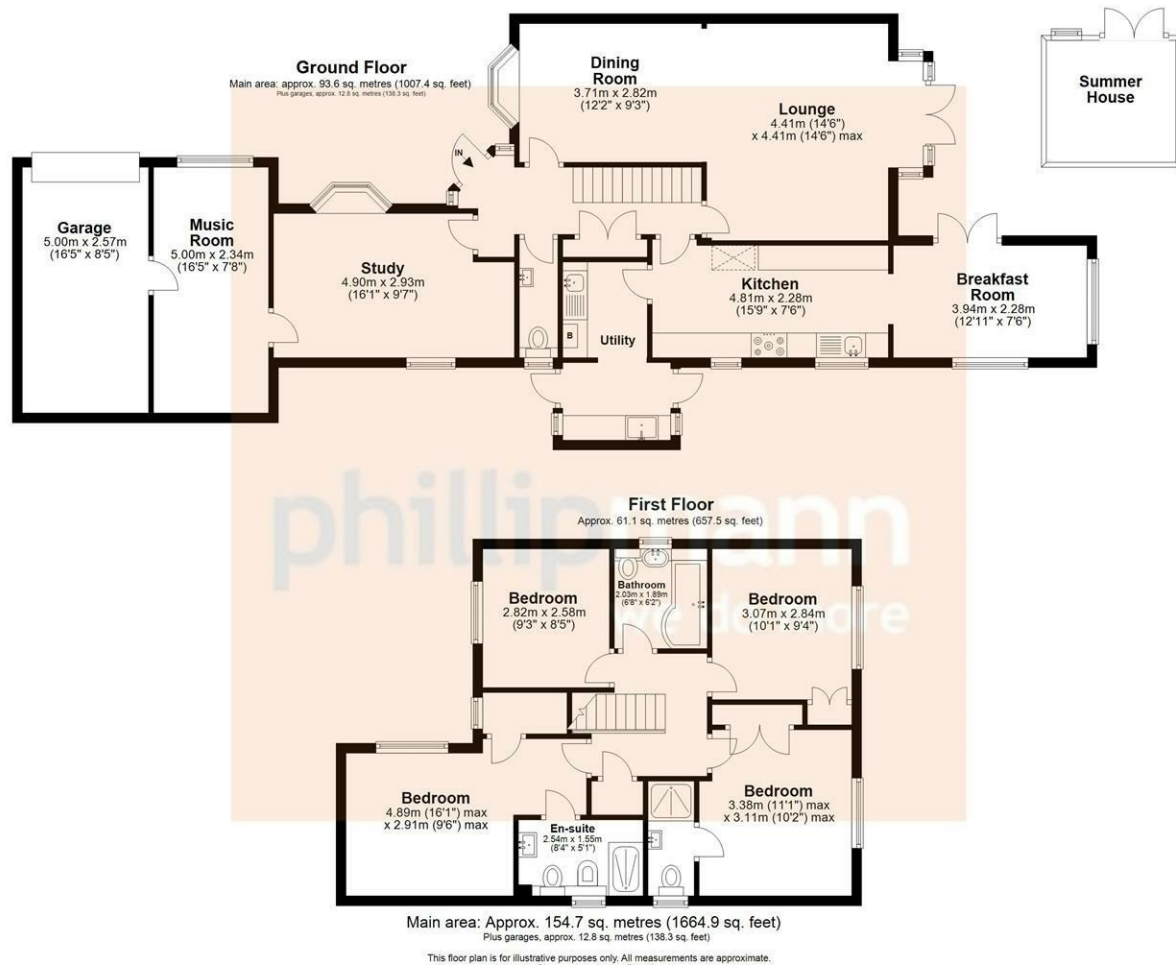 Ground Floor
Main area: approx. 93.6 sq. metres (1007.4 sq. feet)
Plus garages, approx. 12.8 sq. metres (138.3 sq. feet)
Dining
Room
3.71m x 2.82m
(12'2" x 9'3")
Lounge
4.41m (14'6")
x 4.41m (14'6") max
Summer
House
IN
Garage
5.00m x 2.57m
(16'5" x 8'5")
Music
Room
5.00m x 2.34m
(16'5" x 7'8")
Study
4.90m x 2.93m
(16'1" x 9'7")
Kitchen
4.81m x 2.28m
(15'9" x 7'6")
Breakfast
Room
3.94m x 2.28m
(12'11" x 7'6")
B
Utility
phillipmann
we do more
First Floor
Approx. 61.1 sq. metres (657.5 sq. feet)
Bedroom
2.82m x 2.58m
(9'3" x 8'5")
Bathroom
2.03m x 1.89m
(6'8" x 6'2")
Bedroom
3.07m x 2.84m
(10'1" x 9'4")
Bedroom
4.89m (16'1") max
x 2.91m (9'6") max
En-suite
2.54m x 1.55m
(8'4" x 5'1")
Bedroom
3.38m (11'1") max
x 3.11m (10'2") max
Main area: Approx. 154.7 sq. metres (1664.9 sq. feet)
Plus garages, approx. 12.8 sq. metres (138.3 sq. feet)
This floor plan is for illustrative purposes only. All measurements are approximate.